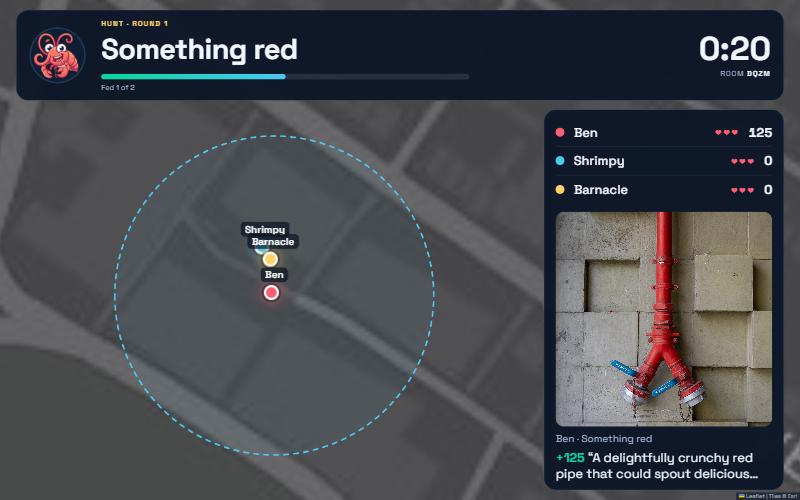 HUNT · ROUND 1
Something red
Fed 1 of 2
0:20
ROOM DQZM
Ben 125
Shrimpy 0
Barnacle 0
Shrimpy
Barnacle
Ben
Ben · Something red
+125 “A delightfully crunchy red
pipe that could spout delicious...
Leaflet | Tiles © Esri